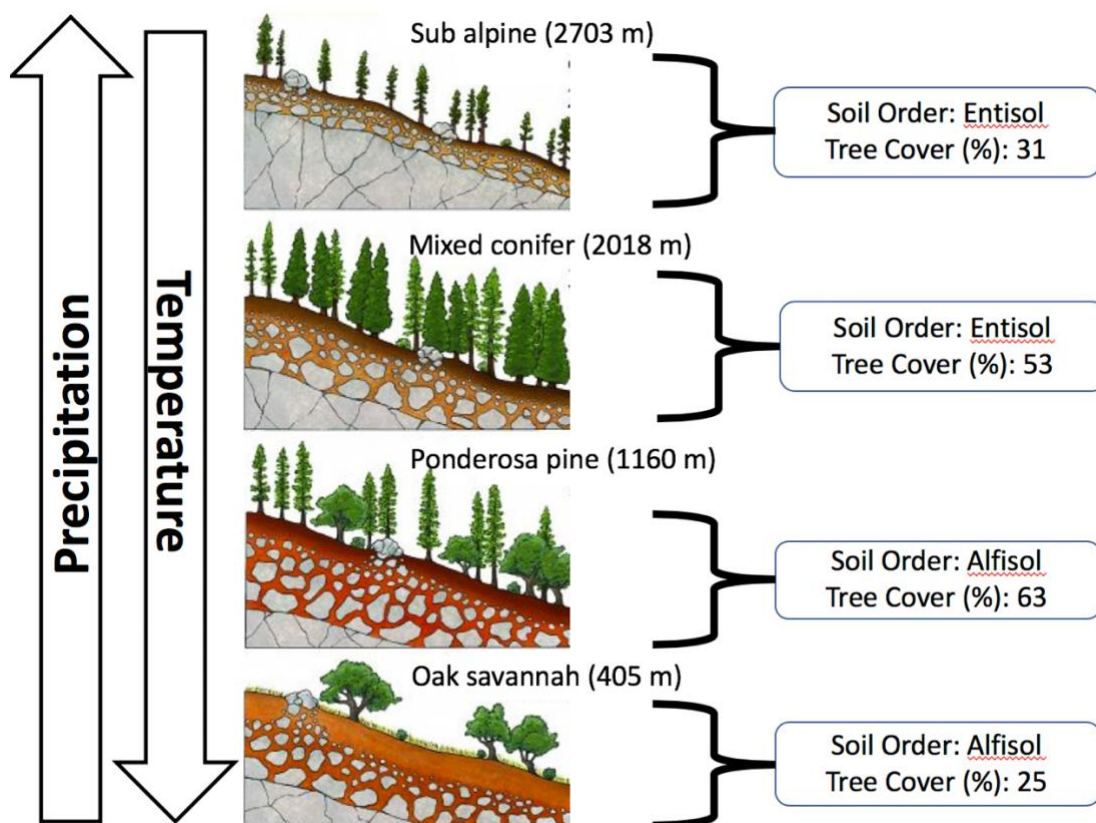 Precipitation
Temperature
Sub alpine (2703 m)
Soil Order: Entisol
Tree Cover (%): 31
Mixed conifer (2018 m)
Soil Order: Entisol
Tree Cover (%): 53
Ponderosa pine (1160 m)
Soil Order: Alfisol
Tree Cover (%): 63
Oak savannah (405 m)
Soil Order: Alfisol
Tree Cover (%): 25